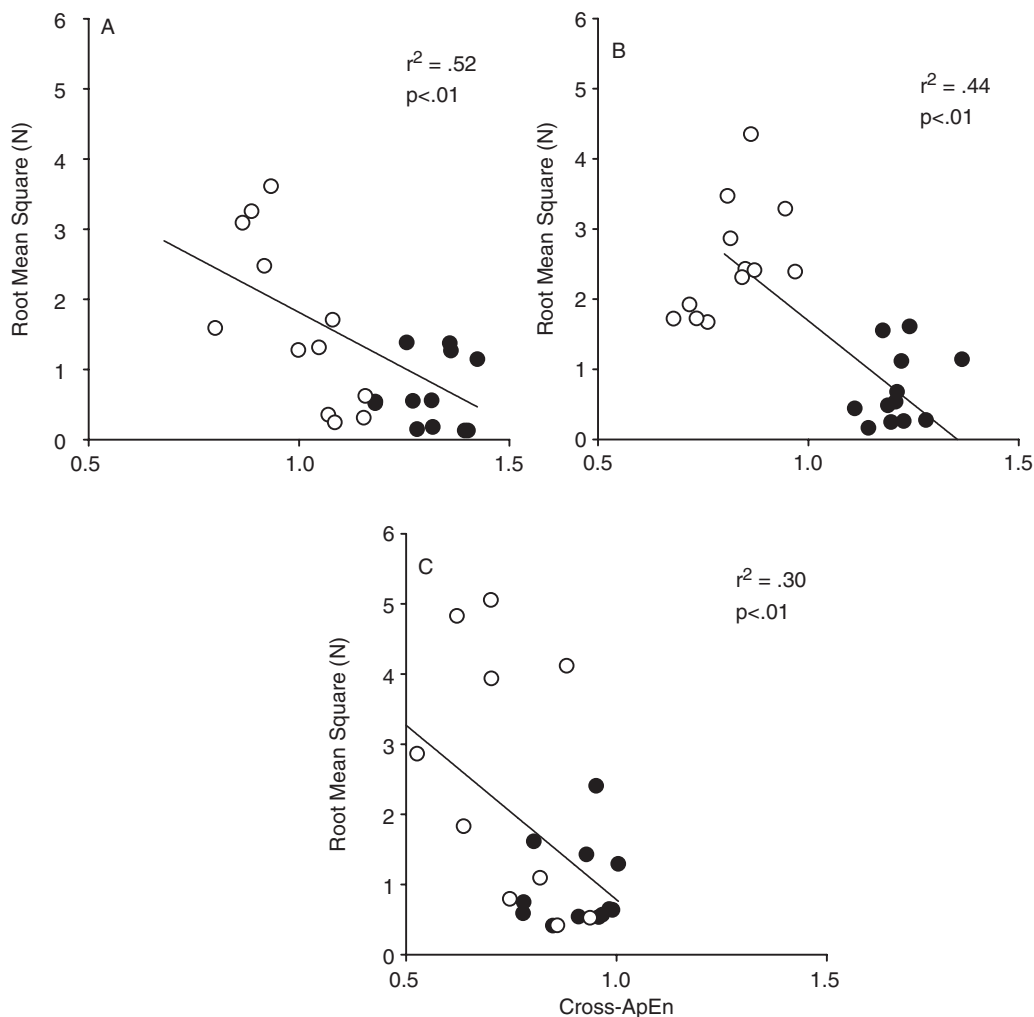 A
r² = .52
p<.01
Root Mean Square (N)
6
5
4
3
2
1
0
0.5 1.0 1.5
B
r² = .44
p<.01
Root Mean Square (N)
6
5
4
3
2
1
0
0.5 1.0 1.5
C
r² = .30
p<.01
Root Mean Square (N)
6
5
4
3
2
1
0
0.5 1.0 1.5
Cross-ApEn